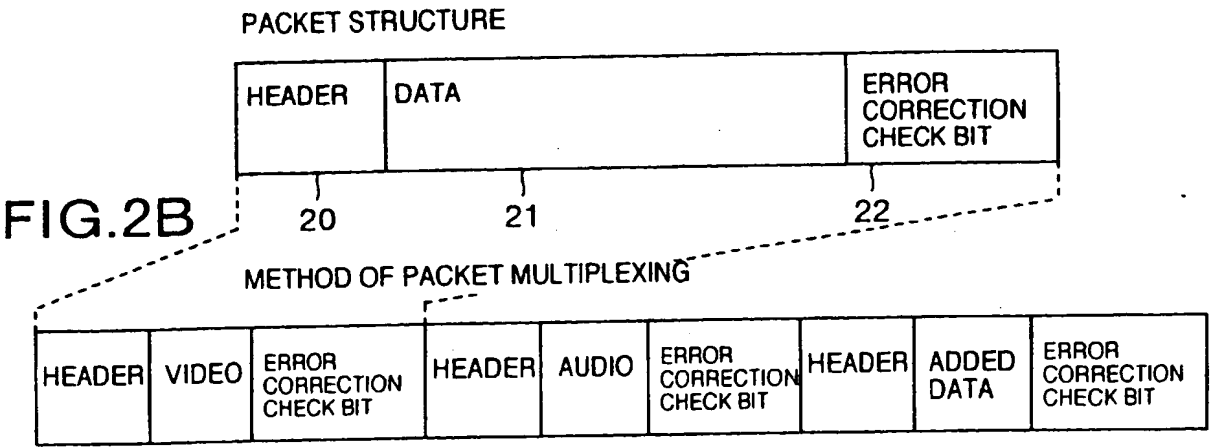 PACKET STRUCTURE
HEADER
DATA
ERROR
CORRECTION
CHECK BIT
FIG.2B
20
21
22
METHOD OF PACKET MULTIPLEXING
HEADER
VIDEO
ERROR
CORRECTION
CHECK BIT
HEADER
AUDIO
ERROR
CORRECTION
CHECK BIT
HEADER
ADDED
DATA
ERROR
CORRECTION
CHECK BIT